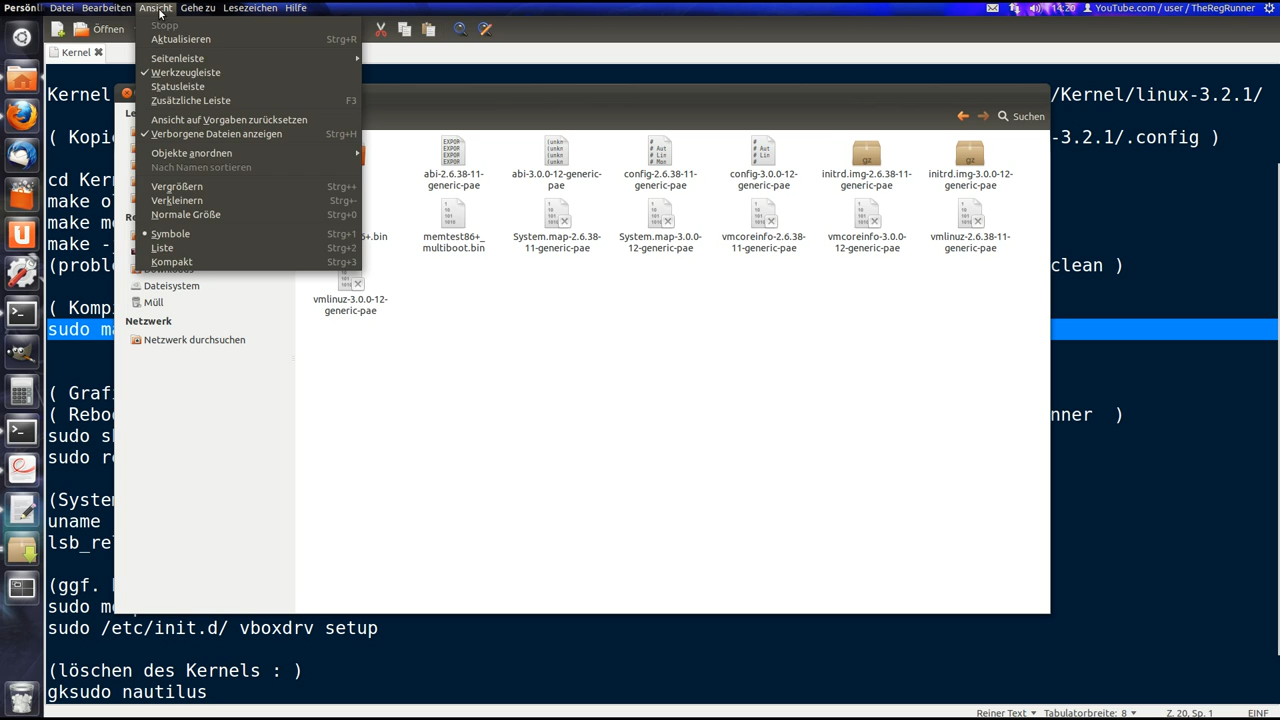 Persönl Datei Bearbeiten Ansicht Gehe zu Lesezeichen Hilfe 14:20 YouTube.com / user / TheRegRunner
Öffnen
Kernel
Stopp
Aktualisieren Strg+R
Seitenleiste
Werkzeugleiste
Statusleiste
Zusätzliche Leiste F3
Ansicht auf Vorgaben zurücksetzen
Verborgene Dateien anzeigen Strg+H
Objekte anordnen
Nach Namen sortieren
Vergrößern Strg++
Verkleinern Strg+-
Normale Größe Strg+0
Symbole Strg+1
Liste Strg+2
Kompakt Strg+3
Dateisystem
Müll
Netzwerk
Netzwerk durchsuchen
Suchen
abi-2.6.38-11-
generic-pae
abi-3.0.0-12-generic-
pae
config-2.6.38-11-
generic-pae
config-3.0.0-12-
generic-pae
initrd.img-2.6.38-11-
generic-pae
initrd.img-3.0.0-12-
generic-pae
+.bin
memtest86+_
multiboot.bin
System.map-2.6.38-
11-generic-pae
System.map-3.0.0-
12-generic-pae
vmcoreinfo-2.6.38-
11-generic-pae
vmcoreinfo-3.0.0-
12-generic-pae
vmlinuz-2.6.38-11-
generic-pae
vmlinuz-3.0.0-12-
generic-pae
Kernel /Kernel/linux-3.2.1/
( Kopie -3.2.1/.config )
cd Ker
make o
make m
make -
(probl clean )
( Komp
sudo m
( Graf
( Rebo nner )
sudo s
sudo r
(System
uname
lsb_re
(ggf.
sudo m
sudo /etc/init.d/ vboxdrv setup
(löschen des Kernels : )
gksudo nautilus
Reiner Text Tabulatorbreite: 8 Z. 20, Sp. 1 EINF